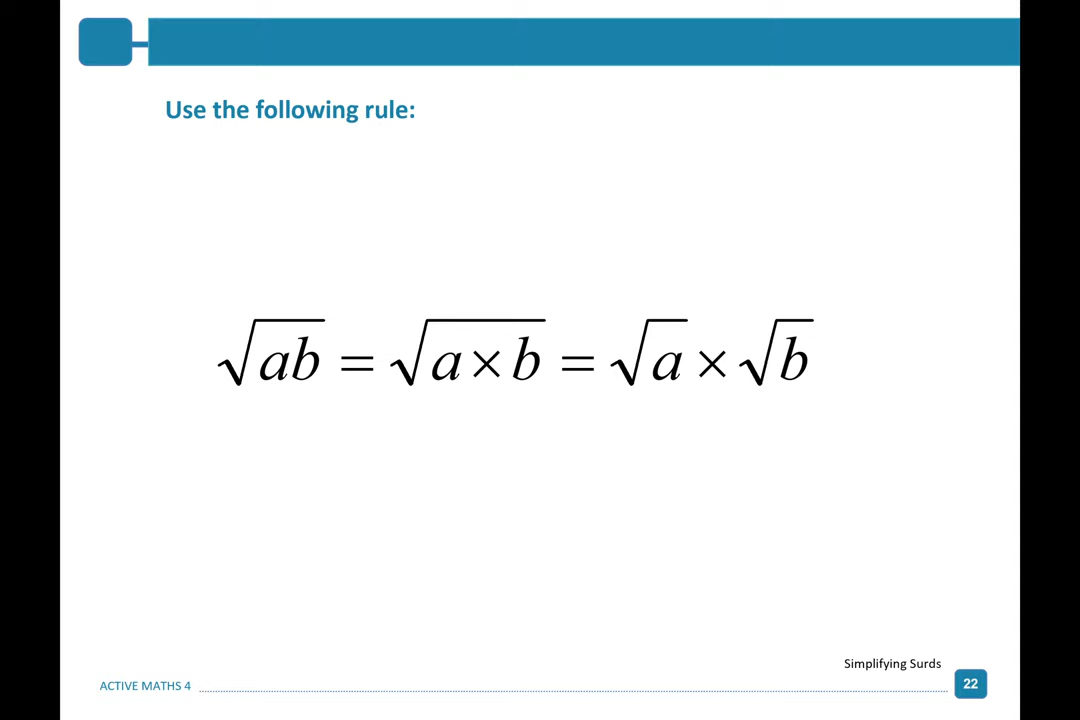 Use the following rule:
√ab = √a×b = √a × √b
Simplifying Surds
ACTIVE MATHS 4
22